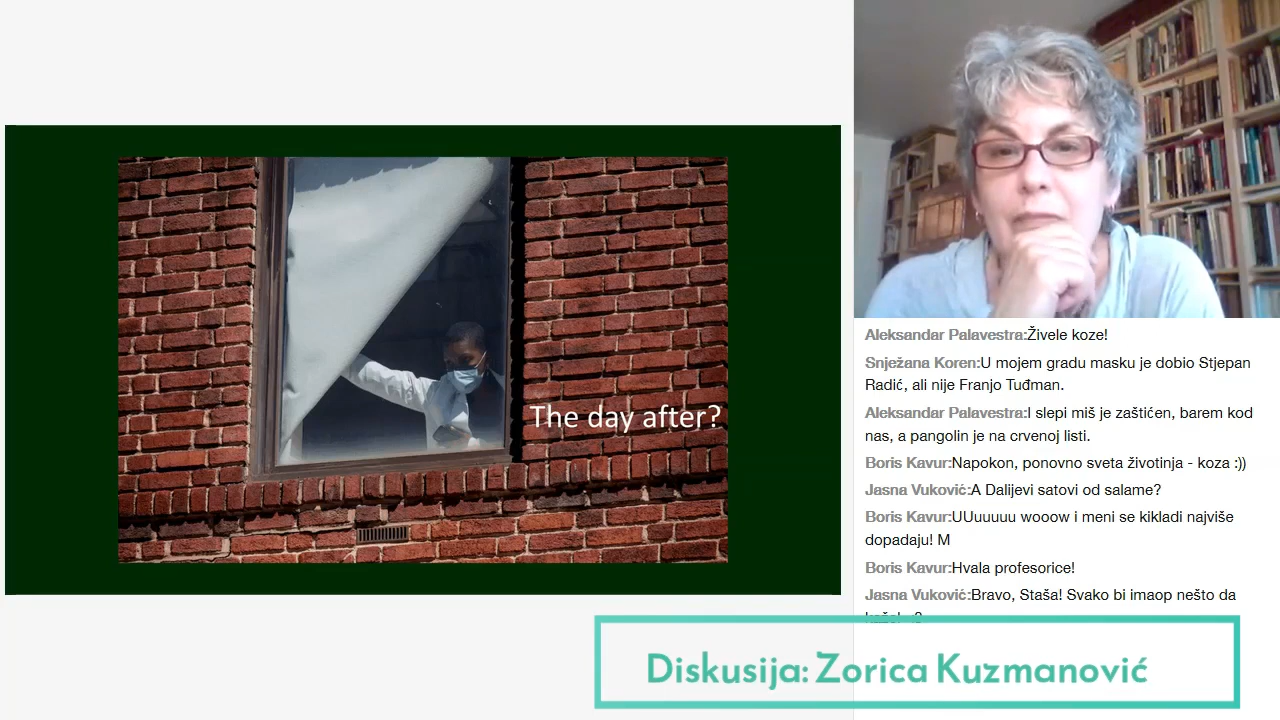 The day after?
Aleksandar Palavestra:Živele koze!
Snježana Koren:U mojem gradu masku je dobio Stjepan
Radić, ali nije Franjo Tuđman.
Aleksandar Palavestra:I slepi miš je zaštićen, barem kod
nas, a pangolin je na crvenoj listi.
Boris Kavur:Napokon, ponovno sveta životinja - koza :))
Jasna Vuković:A Dalijevi satovi od salame?
Boris Kavur:UUuuuuu wooow i meni se kikladi najviše
dopadaju! M
Boris Kavur:Hvala profesorice!
Jasna Vuković:Bravo, Staša! Svako bi imaop nešto da
Diskusija: Zorica Kuzmanović